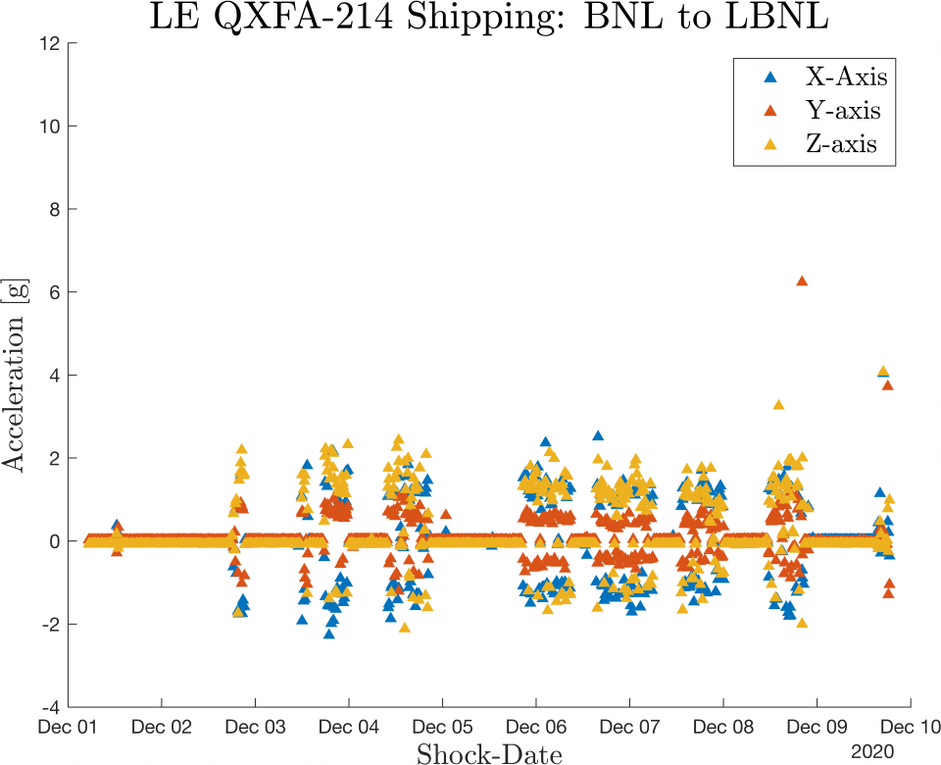 LE QXFA-214 Shipping: BNL to LBNL
12
10
8
6
4
2
0
-2
-4
Acceleration [g]
X-Axis
Y-axis
Z-axis
Dec 01 Dec 02 Dec 03 Dec 04 Dec 05 Dec 06 Dec 07 Dec 08 Dec 09 Dec 10
2020
Shock-Date